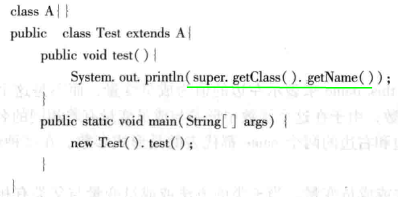 class A{}
public class Test extends A{
public void test(){
System. out. println(super. getClass(). getName());
}
public static void main(String[] args) {
new Test(). test();
}
}